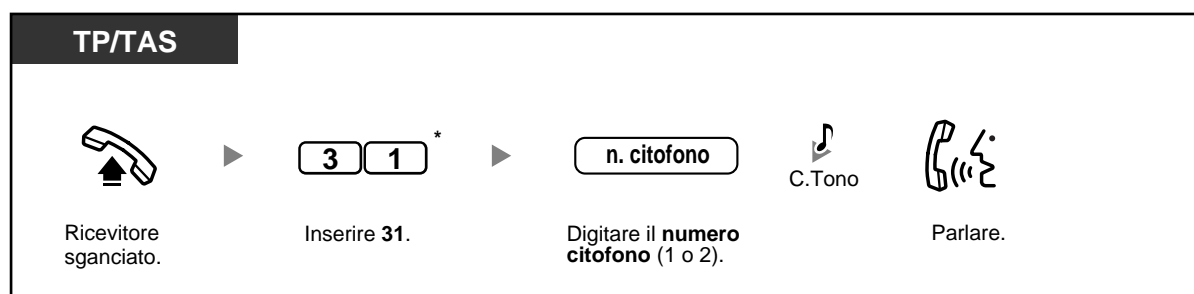 TP/TAS
3 1 *
n. citofono
C.Tono
Ricevitore
sganciato.
Inserire 31.
Digitare il numero
citofono (1 o 2).
Parlare.